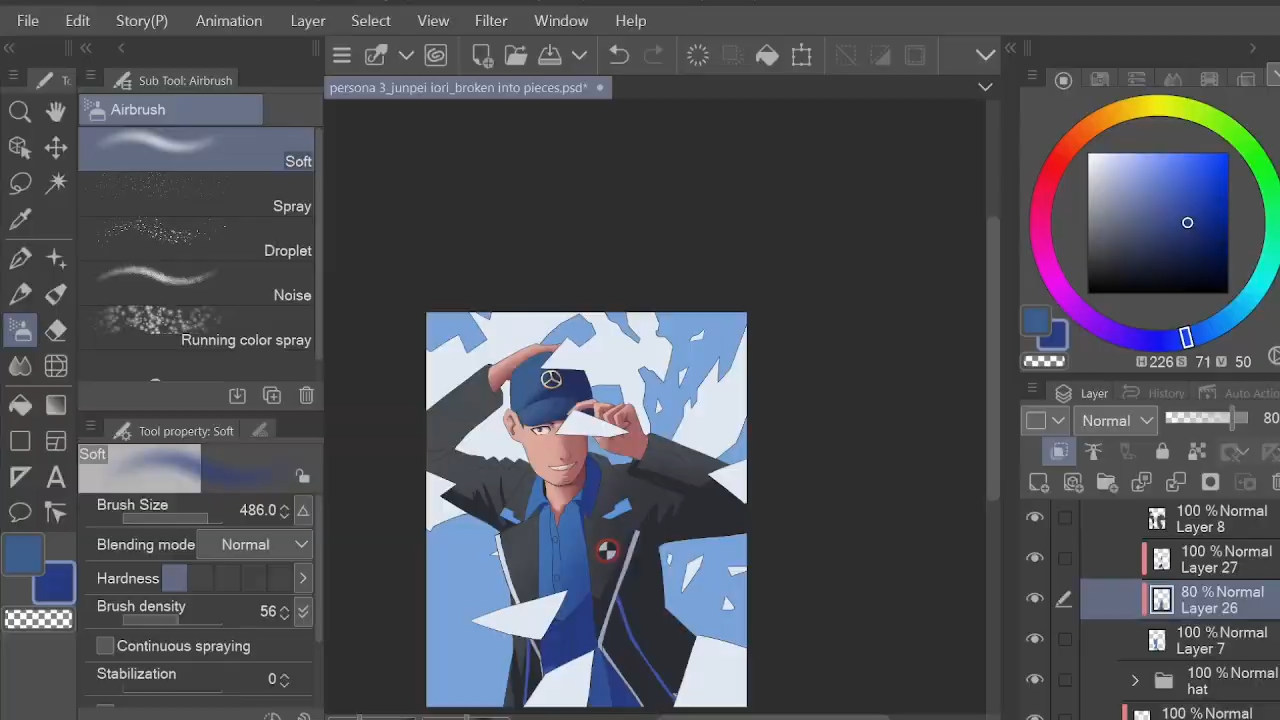 File Edit Story(P) Animation Layer Select View Filter Window Help
Sub Tool: Airbrush
Airbrush
persona 3_junpei iori_broken into pieces.psd*
Soft
Spray
Droplet
Noise
Running color spray
Tool property: Soft
Soft
Brush Size 486.0
Blending mode Normal
Hardness
Brush density 56
Continuous spraying
Stabilization 0
H 226 S 71 V 50
Layer History Auto Actio
Normal 80
100 % Normal
Layer 8
100 % Normal
Layer 27
80 % Normal
Layer 26
100 % Normal
Layer 7
100 % Normal
hat
100 % Normal